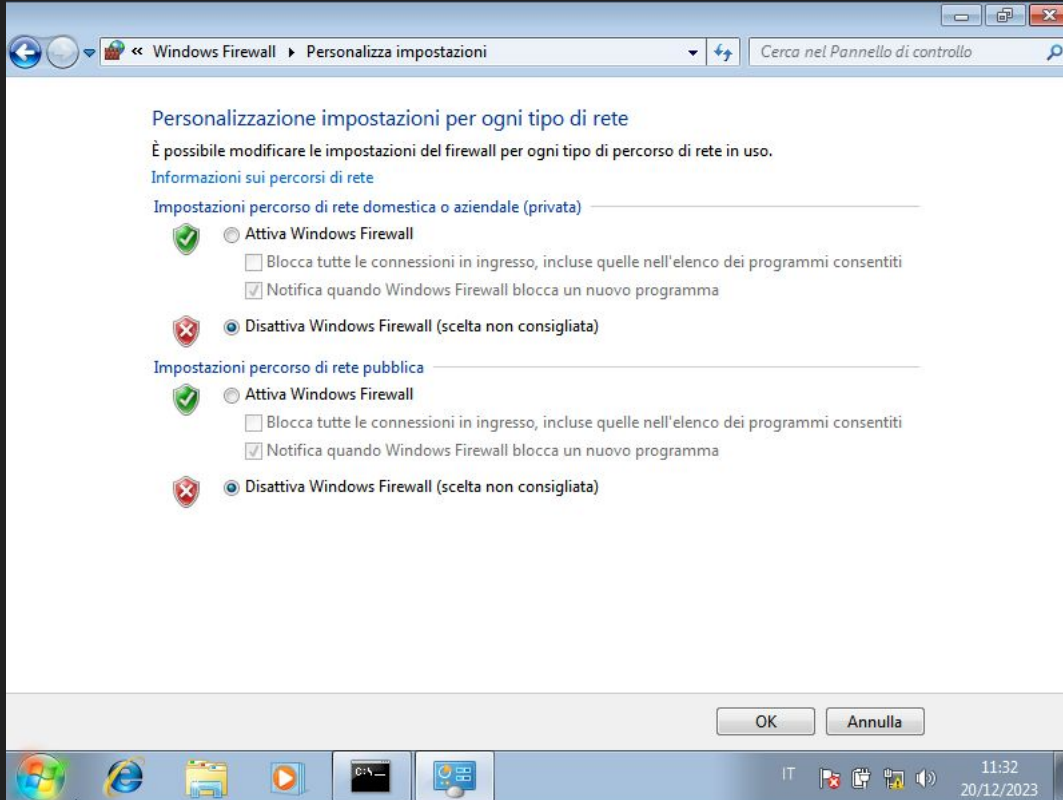 « Windows Firewall Personalizza impostazioni
Cerca nel Pannello di controllo
Personalizzazione impostazioni per ogni tipo di rete
È possibile modificare le impostazioni del firewall per ogni tipo di percorso di rete in uso.
Informazioni sui percorsi di rete
Impostazioni percorso di rete domestica o aziendale (privata)
Attiva Windows Firewall
Blocca tutte le connessioni in ingresso, incluse quelle nell'elenco dei programmi consentiti
Notifica quando Windows Firewall blocca un nuovo programma
Disattiva Windows Firewall (scelta non consigliata)
Impostazioni percorso di rete pubblica
Attiva Windows Firewall
Blocca tutte le connessioni in ingresso, incluse quelle nell'elenco dei programmi consentiti
Notifica quando Windows Firewall blocca un nuovo programma
Disattiva Windows Firewall (scelta non consigliata)
OK
Annulla
C:\_
IT
11:32
20/12/2023